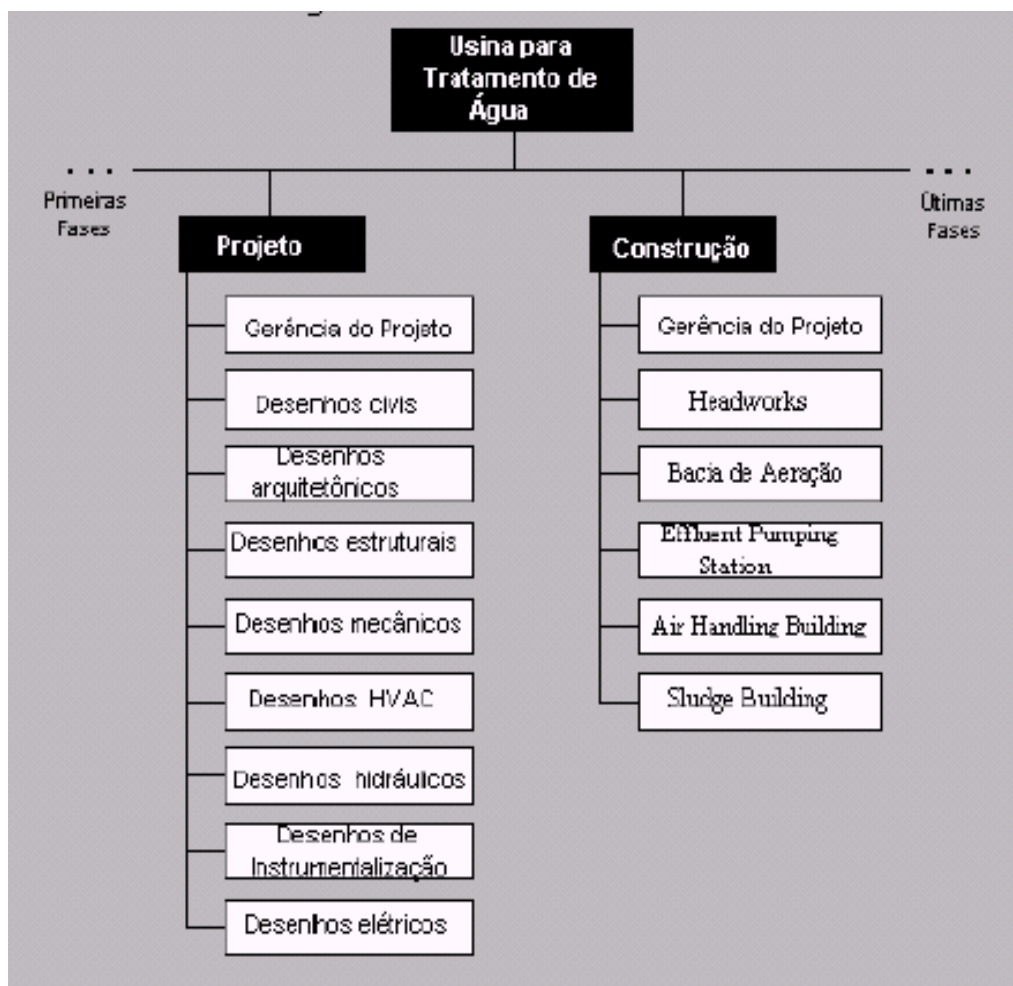 Usina para
Tratamento de
Água
Primeiras
Fases
Útimas
Fases
Projeto
Gerência do Projeto
Desenhos civis
Desenhos
arquitetônicos
Desenhos estruturais
Desenhos mecânicos
Desenhos HVAC
Desenhos hidráulicos
Desenhos de
Instrumentalização
Desenhos elétricos
Construção
Gerência do Projeto
Headworks
Bacia de Aeração
Effluent Pumping
Station
Air Handling Building
Sludge Building